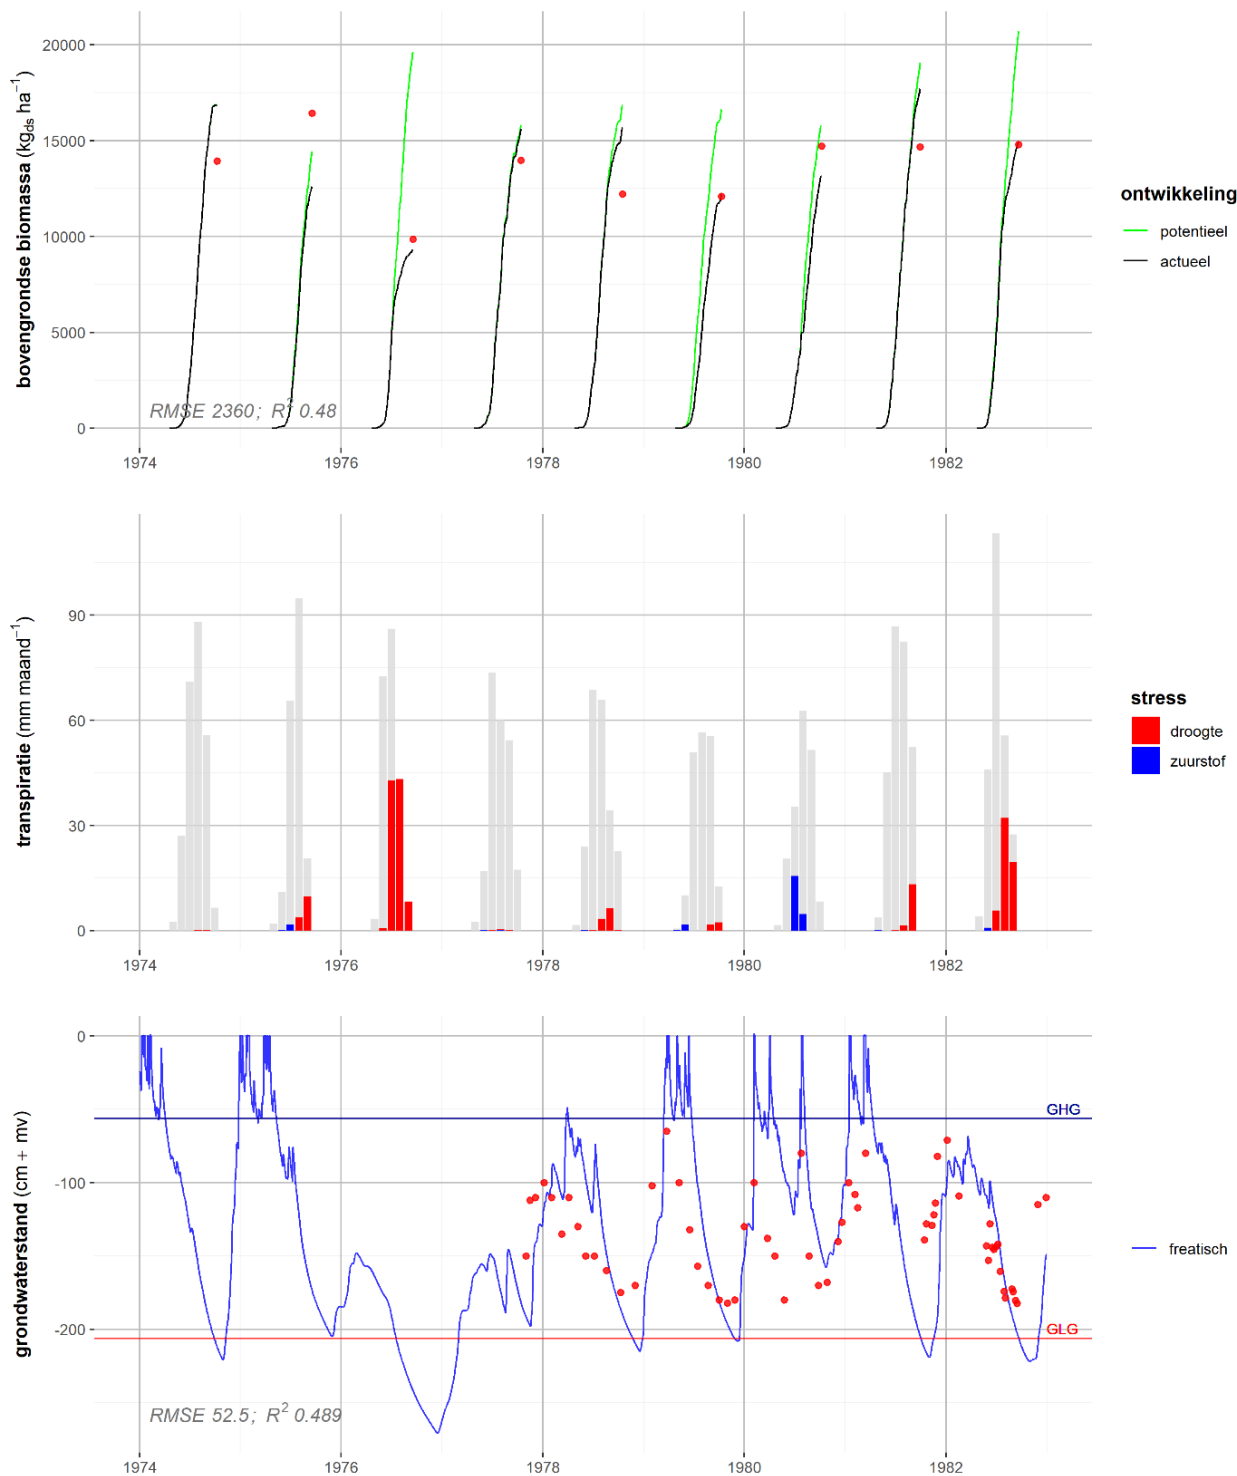 bovengrondse biomassa (kg_ds ha⁻¹)
20000
15000
10000
5000
0
RMSE 2360; R² 0.48
1974 1976 1978 1980 1982
ontwikkeling
potentieel
actueel
transpiratie (mm maand⁻¹)
90
60
30
0
1974 1976 1978 1980 1982
stress
droogte
zuurstof
grondwaterstand (cm + mv)
0
-100
-200
GHG
GLG
RMSE 52.5; R² 0.489
1974 1976 1978 1980 1982
freatisch